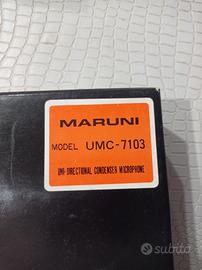 MARUNI
MODEL UMC-7103
UNI-DIRECTIONAL CONDENSER MICROPHONE
subito